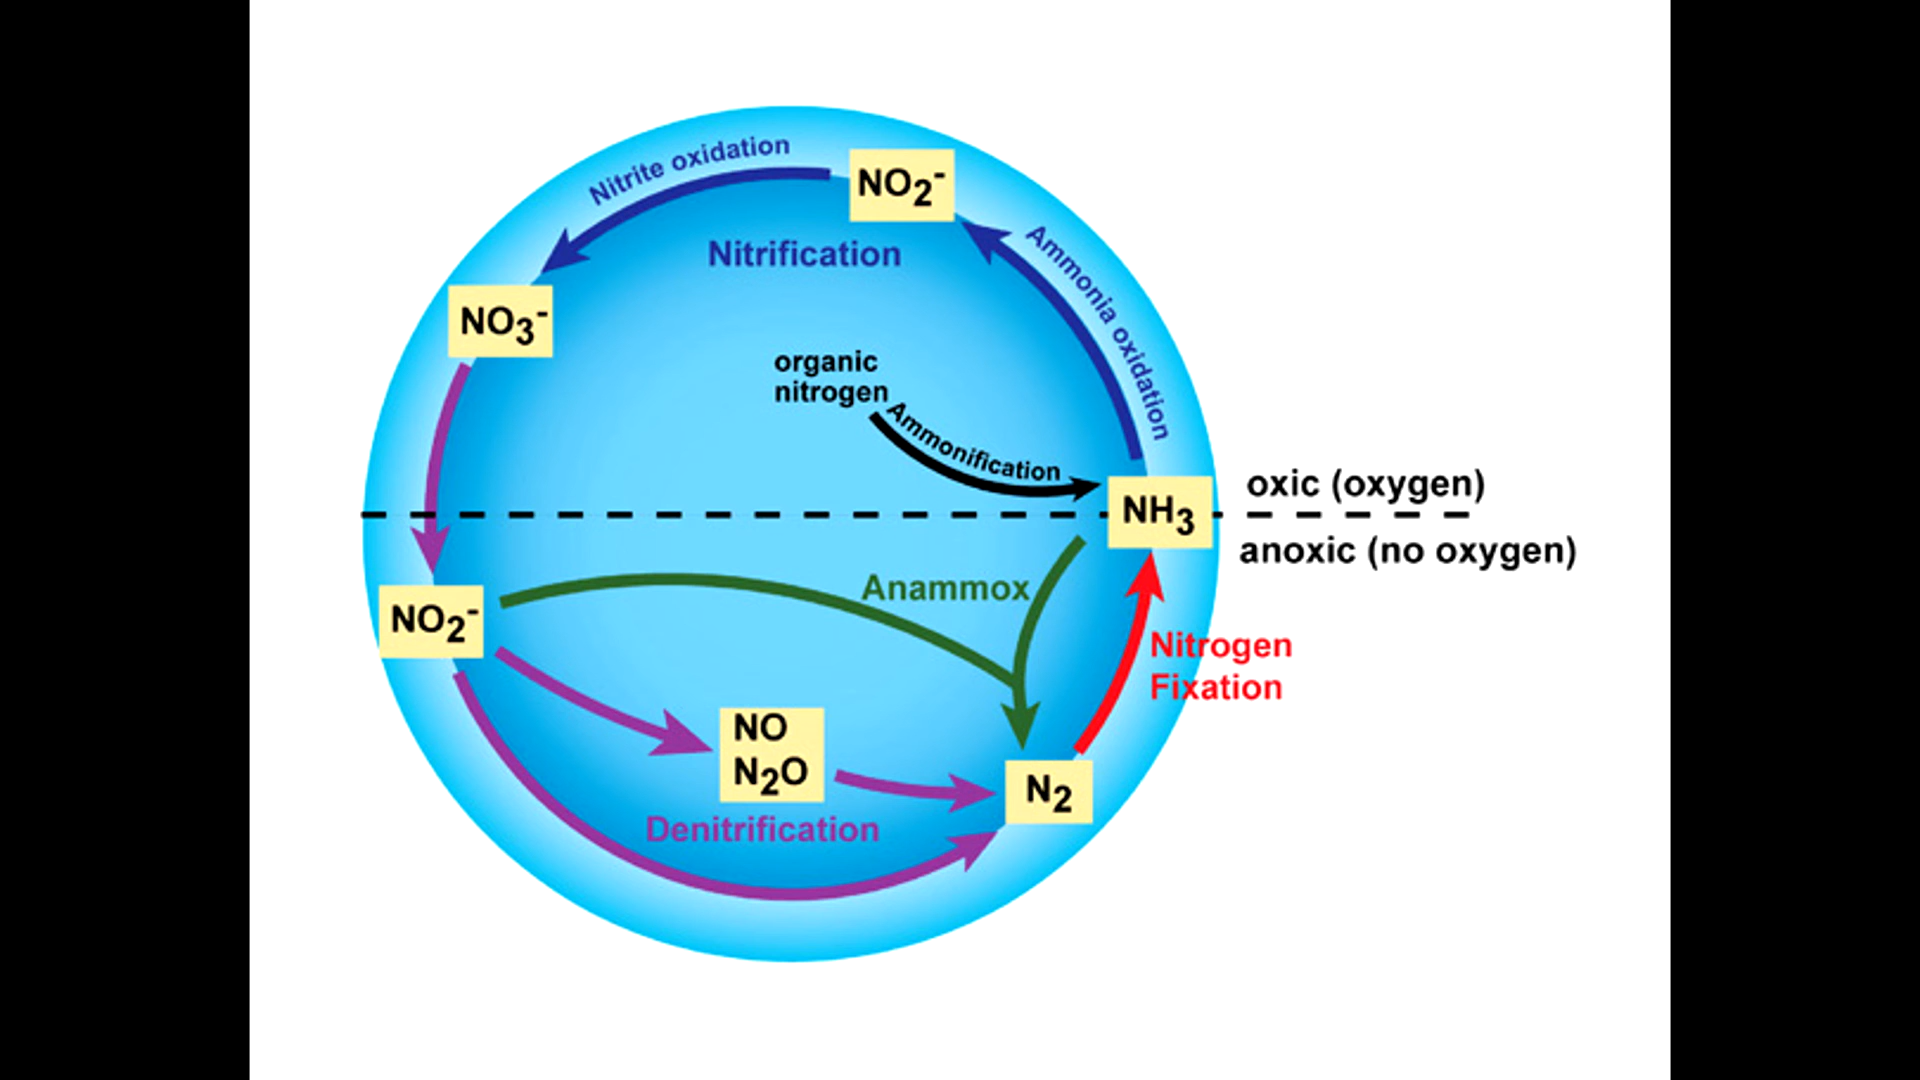 Nitrite oxidation
NO₂⁻
Ammonia oxidation
Nitrification
NO₃⁻
organic
nitrogen
Ammonification
oxic (oxygen)
NH₃
anoxic (no oxygen)
Anammox
NO₂⁻
Nitrogen
Fixation
NO
N₂O
N₂
Denitrification